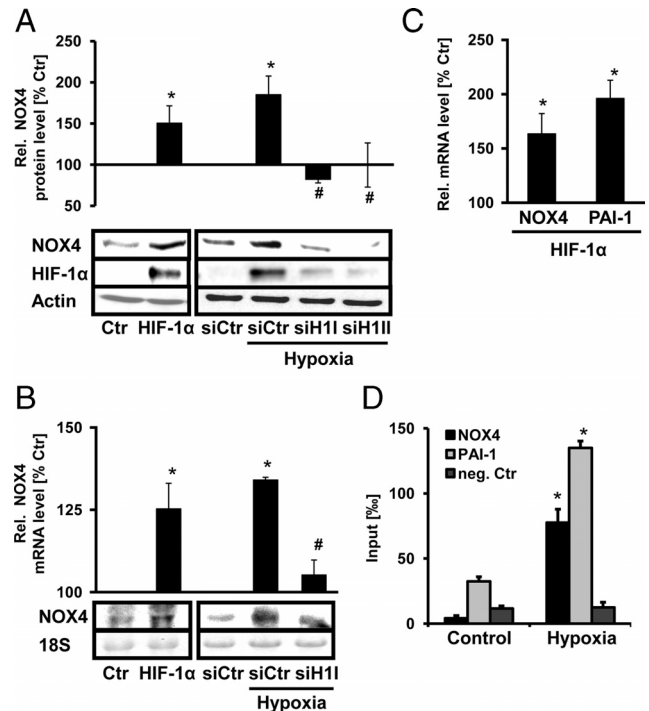 A
Rel. NOX4
protein level [% Ctr]
250
200
150
100
50
*
*
#
#
NOX4
HIF-1α
Actin
Ctr HIF-1α siCtr siCtr siH1I siH1II
Hypoxia
B
Rel. NOX4
mRNA level [% Ctr]
150
125
100
*
*
#
NOX4
18S
Ctr HIF-1α siCtr siCtr siH1I
Hypoxia
C
Rel. mRNA level [% Ctr]
250
200
150
100
*
*
NOX4 PAI-1
HIF-1α
D
Input [‰]
150
100
50
0
NOX4
PAI-1
neg. Ctr
*
*
Control Hypoxia